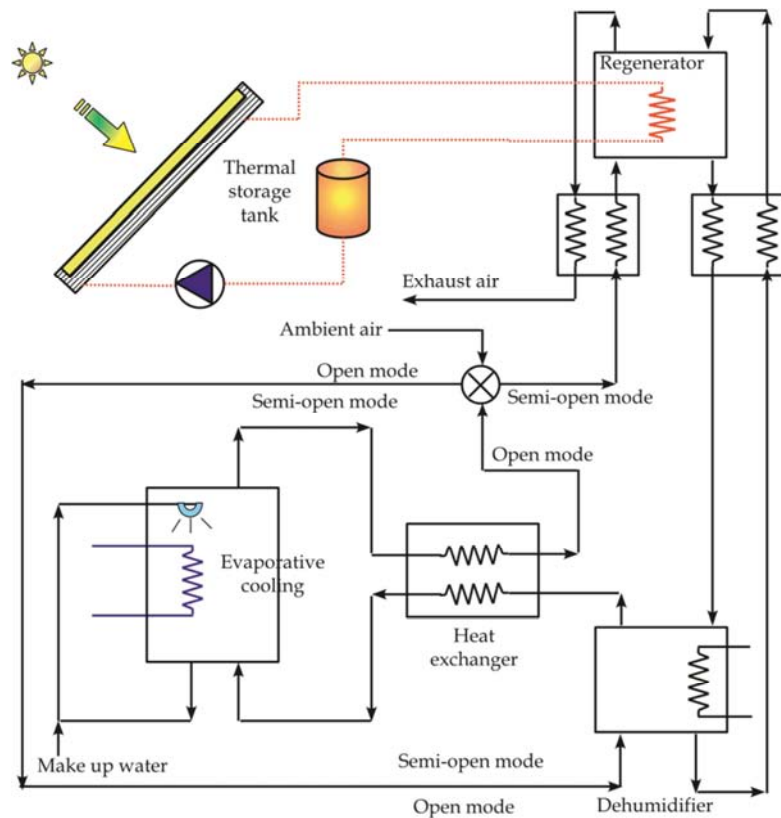 Regenerator
Thermal
storage
tank
Exhaust air
Ambient air
Open mode
Semi-open mode
Semi-open mode
Open mode
Evaporative
cooling
Heat
exchanger
Make up water
Semi-open mode
Open mode
Dehumidifier